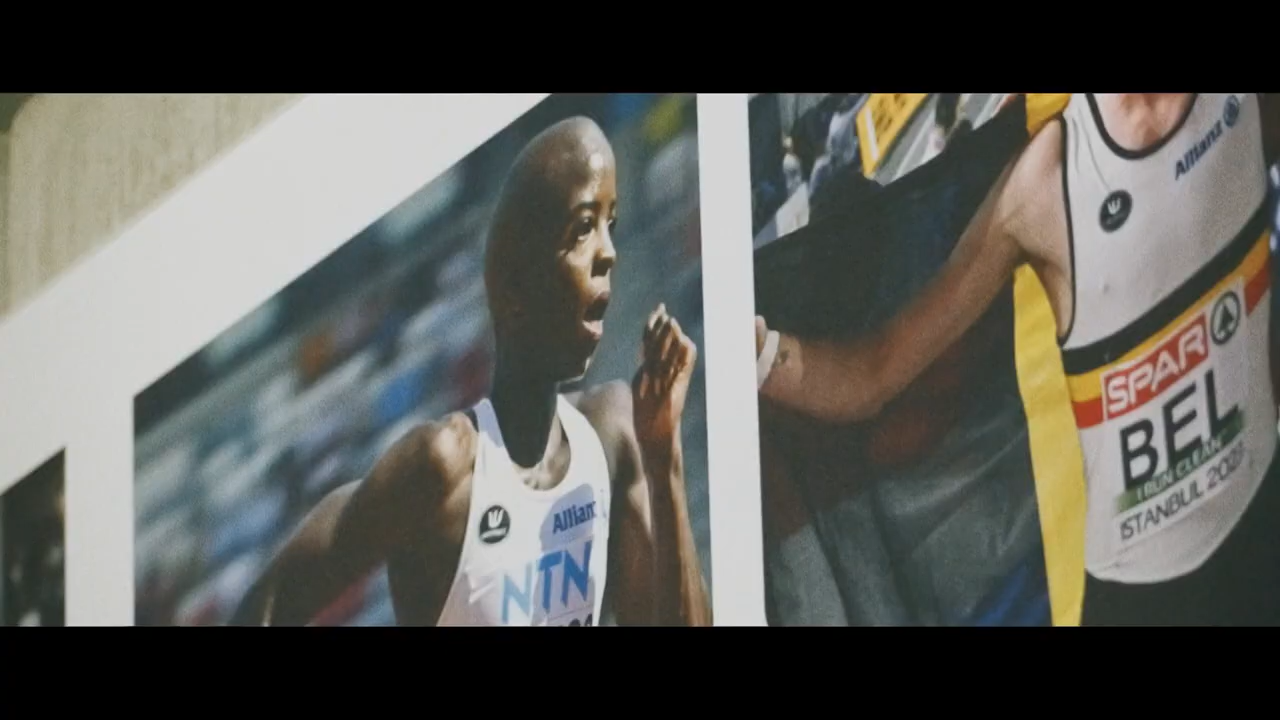 Allianz
NTN
Allianz
SPAR
BEL
I RUN CLEAN
ISTANBUL 2023